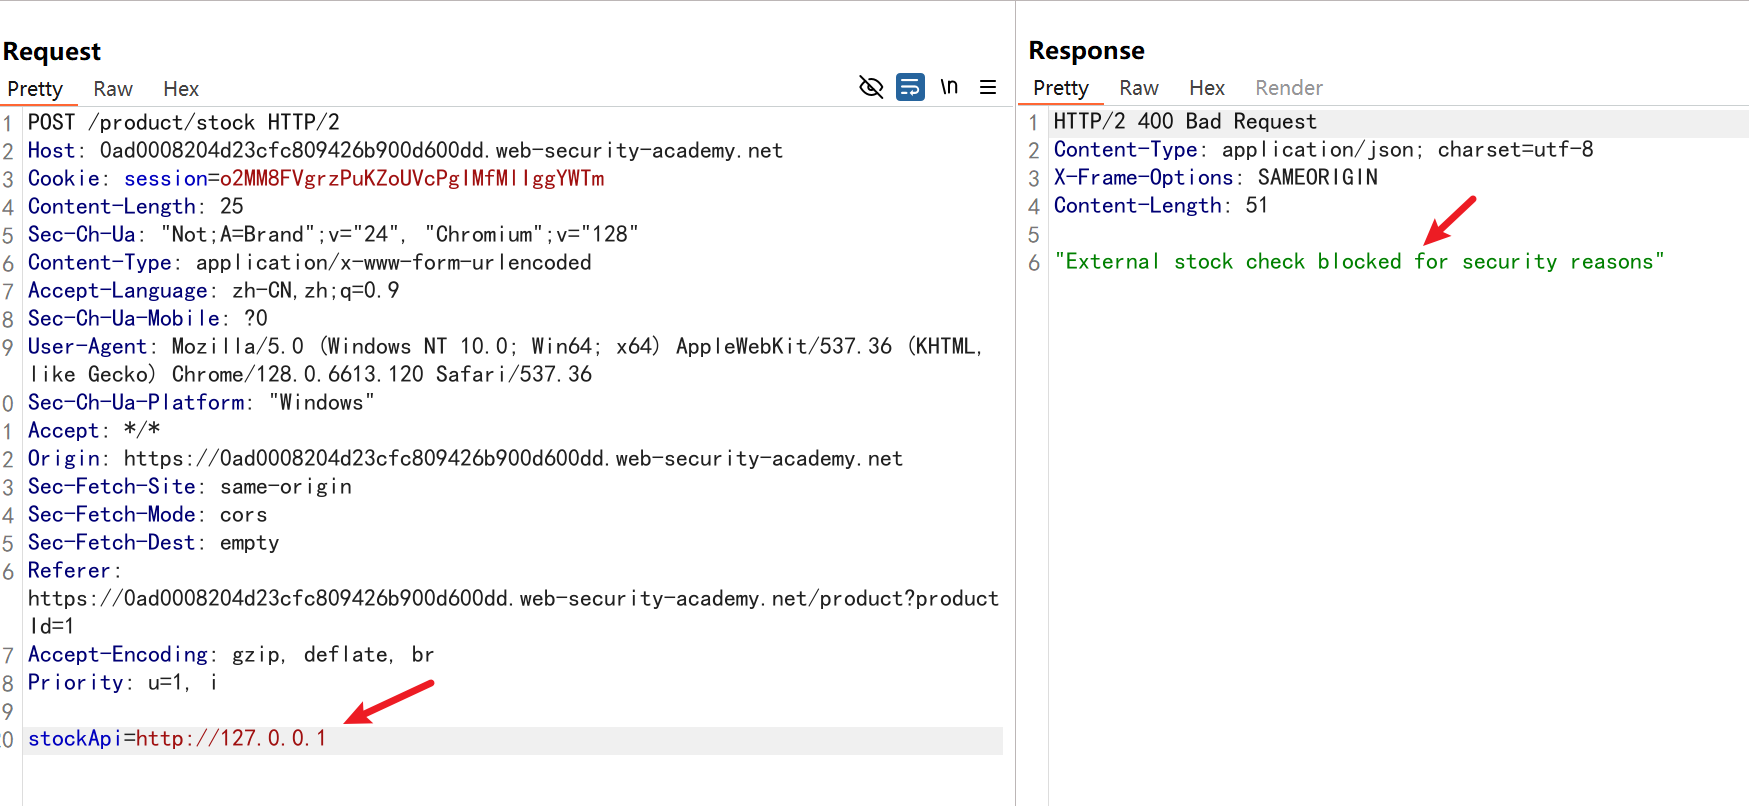 Request
Pretty Raw Hex
\n
1 POST /product/stock HTTP/2
2 Host: 0ad0008204d23cfc809426b900d600dd.web-security-academy.net
3 Cookie: session=o2MM8FVgrzPuKZoUVcPglMfMllggYWTm
4 Content-Length: 25
5 Sec-Ch-Ua: "Not;A=Brand";v="24", "Chromium";v="128"
6 Content-Type: application/x-www-form-urlencoded
7 Accept-Language: zh-CN,zh;q=0.9
8 Sec-Ch-Ua-Mobile: ?0
9 User-Agent: Mozilla/5.0 (Windows NT 10.0; Win64; x64) AppleWebKit/537.36 (KHTML,
like Gecko) Chrome/128.0.6613.120 Safari/537.36
0 Sec-Ch-Ua-Platform: "Windows"
1 Accept: */*
2 Origin: https://0ad0008204d23cfc809426b900d600dd.web-security-academy.net
3 Sec-Fetch-Site: same-origin
4 Sec-Fetch-Mode: cors
5 Sec-Fetch-Dest: empty
6 Referer:
https://0ad0008204d23cfc809426b900d600dd.web-security-academy.net/product?product
Id=1
7 Accept-Encoding: gzip, deflate, br
8 Priority: u=1, i
9
0 stockApi=http://127.0.0.1
Response
Pretty Raw Hex Render
1 HTTP/2 400 Bad Request
2 Content-Type: application/json; charset=utf-8
3 X-Frame-Options: SAMEORIGIN
4 Content-Length: 51
5
6 "External stock check blocked for security reasons"